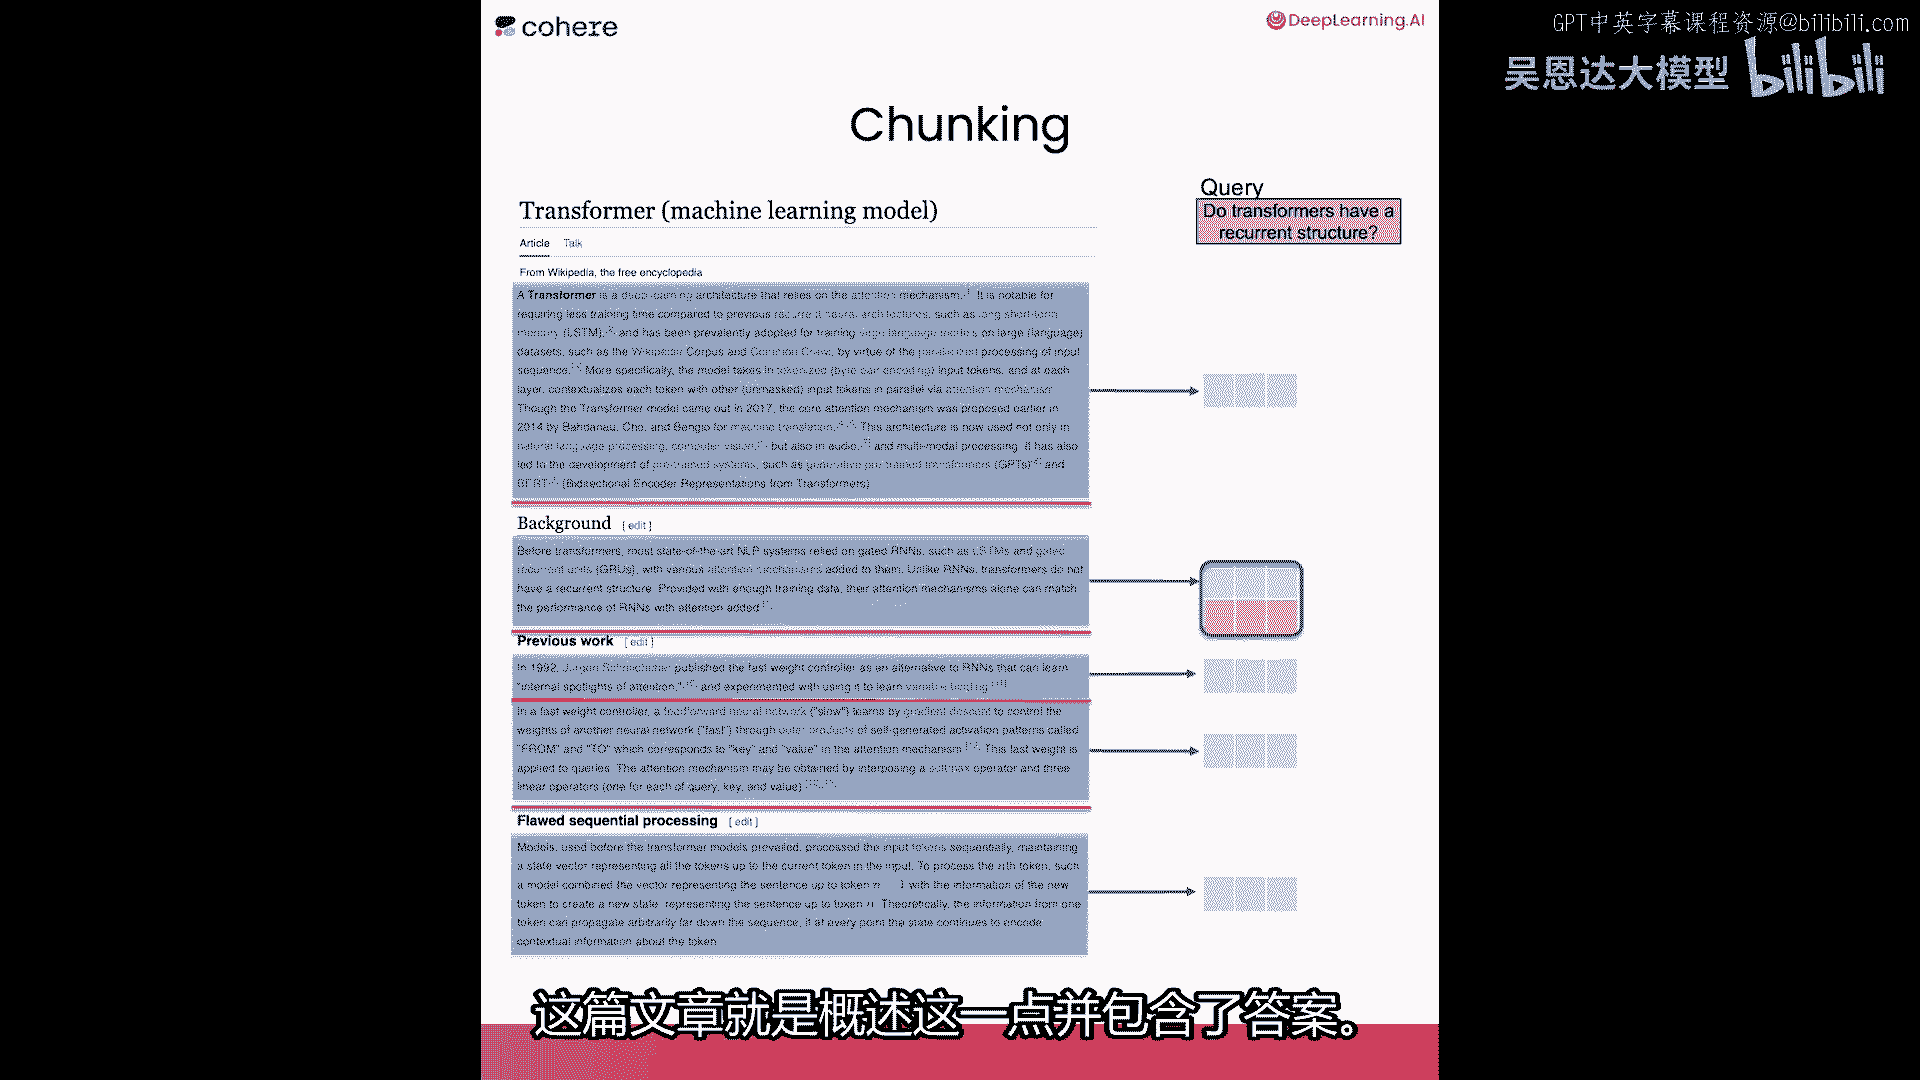 cohere
DeepLearning.AI
GPT中英字幕课程资源@bilibili.com
吴恩达大模型 bilibili
Chunking
Query
Do transformers have a
recurrent structure?
Transformer (machine learning model)
Article Talk
From Wikipedia, the free encyclopedia
A Transformer is a deep learning architecture that relies on the attention mechanism. It is notable for
requiring less training time compared to previous recurrent neural architectures, such as long short-term
memory (LSTM), and has been prevalently adopted for training large language models on large (language)
datasets, such as the Wikipedia Corpus and Common Crawl, by virtue of the parallelized processing of input
sequence. More specifically, the model takes in tokenized (byte pair encoding) input tokens, and at each
layer, contextualizes each token with other (unmasked) input tokens in parallel via attention mechanism.
Though the Transformer model came out in 2017, the core attention mechanism was proposed earlier in
2014 by Bahdanau, Cho, and Bengio for machine translation. This architecture is now used not only in
natural language processing, computer vision, but also in audio, and multi-modal processing. It has also
led to the development of pre-trained systems, such as generative pre-trained transformers (GPTs) and
BERT (Bidirectional Encoder Representations from Transformers)
Background [ edit ]
Before transformers, most state-of-the-art NLP systems relied on gated RNNs, such as LSTMs and gated
recurrent units (GRUs), with various attention mechanisms added to them. Unlike RNNs, transformers do not
have a recurrent structure. Provided with enough training data, their attention mechanisms alone can match
the performance of RNNs with attention added
Previous work [ edit ]
In 1992, Jürgen Schmidhuber published the fast weight controller as an alternative to RNNs that can learn
"internal spotlights of attention," and experimented with using it to learn variable binding.
In a fast weight controller, a feedforward neural network ("slow") learns by gradient descent to control the
weights of another neural network ("fast") through outer products of self-generated activation patterns called
"FROM" and "TO" which corresponds to "key" and "value" in the attention mechanism. This fast weight is
applied to queries. The attention mechanism may be obtained by interposing a softmax operator and three
linear operators (one for each of query, key, and value)
Flawed sequential processing [ edit ]
Models, used before the transformer models prevailed, processed the input tokens sequentially, maintaining
a state vector representing all the tokens up to the current token in the input. To process the nth token, such
a model combined the vector representing the sentence up to token n 1 with the information of the new
token to create a new state, representing the sentence up to token n. Theoretically, the information from one
token can propagate arbitrarily far down the sequence, if at every point the state continues to encode
contextual information about the token
这篇文章就是概述这一点并包含了答案。